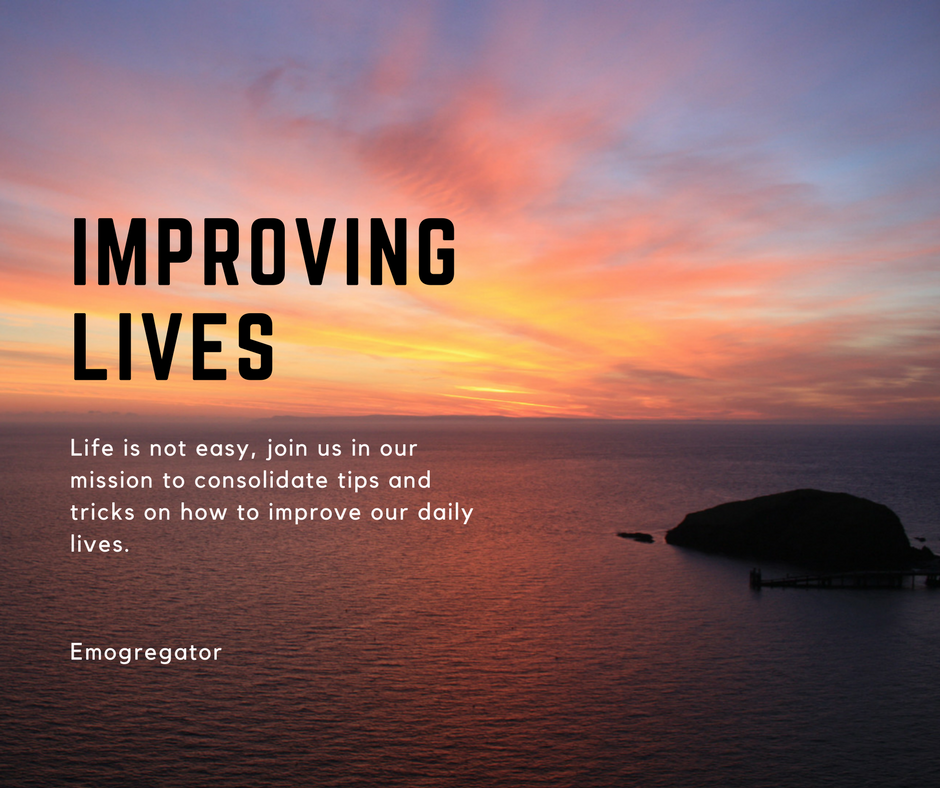 IMPROVING
LIVES
Life is not easy, join us in our
mission to consolidate tips and
tricks on how to improve our daily
lives.
Emogregator